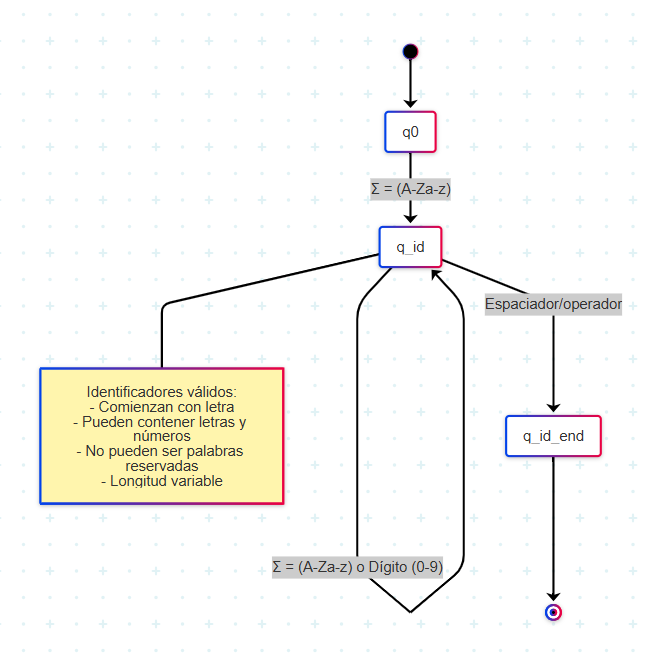 q0
Σ = (A-Za-z)
q_id
Espaciador/operador
Identificadores válidos:
- Comienzan con letra
- Pueden contener letras y
números
- No pueden ser palabras
reservadas
- Longitud variable
q_id_end
Σ = (A-Za-z) o Dígito (0-9)